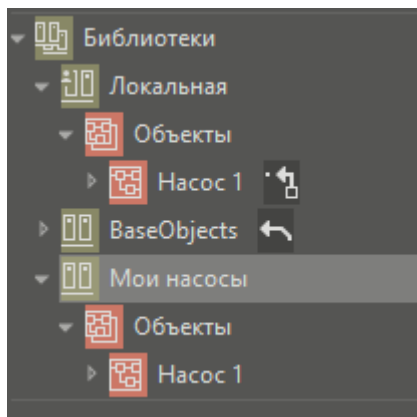 Библиотеки
Локальная
Объекты
Насос 1
BaseObjects
Мои насосы
Объекты
Насос 1